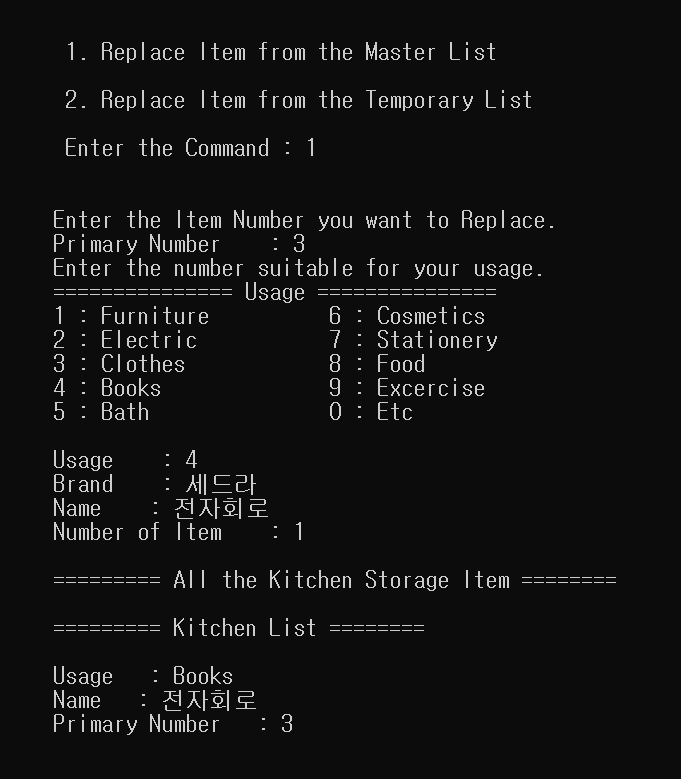 1. Replace Item from the Master List
2. Replace Item from the Temporary List
Enter the Command : 1
Enter the Item Number you want to Replace.
Primary Number    : 3
Enter the number suitable for your usage.
=============== Usage ===============
1 : Furniture          6 : Cosmetics
2 : Electric           7 : Stationery
3 : Clothes            8 : Food
4 : Books              9 : Excercise
5 : Bath               0 : Etc
Usage    : 4
Brand    : 세드라
Name    : 전자회로
Number of Item    : 1
========= All the Kitchen Storage Item ========
========= Kitchen List ========
Usage   : Books
Name   : 전자회로
Primary Number   : 3